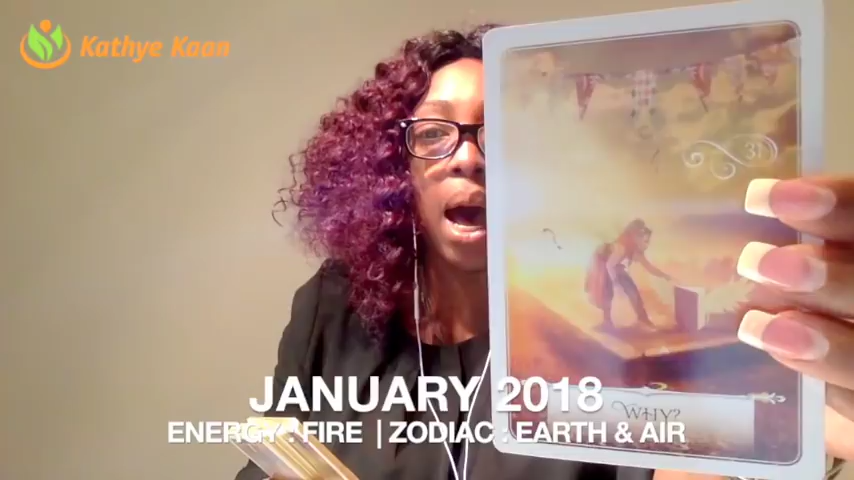 Kathye Kaan
31
WHY?
JANUARY 2018
ENERGY : FIRE | ZODIAC : EARTH & AIR